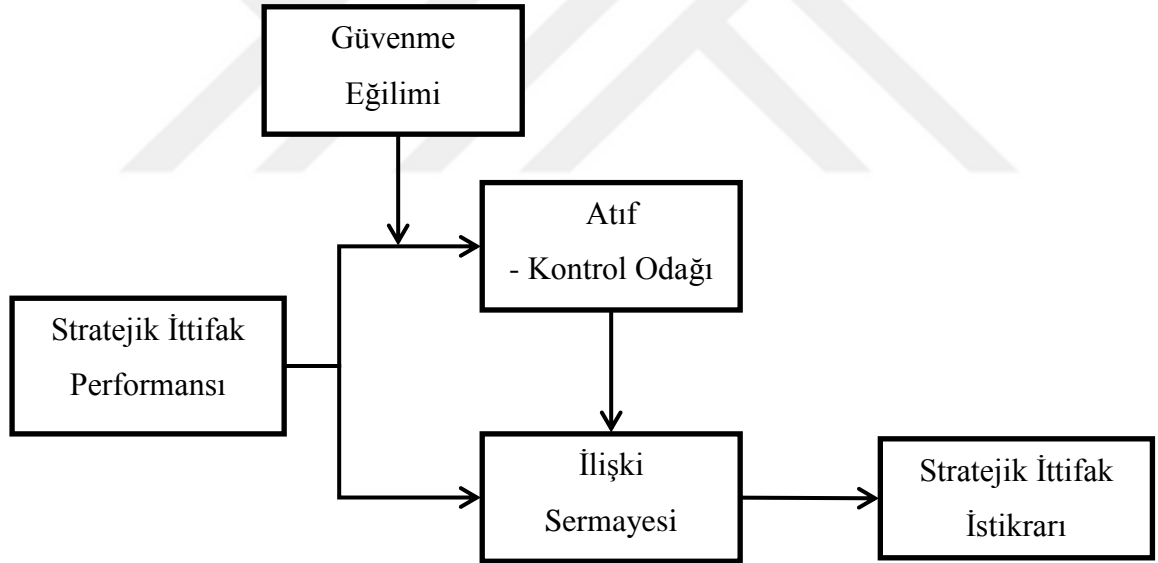 Güvenme
Eğilimi
Atıf
- Kontrol Odağı
Stratejik İttifak
Performansı
İlişki
Sermayesi
Stratejik İttifak
İstikrarı